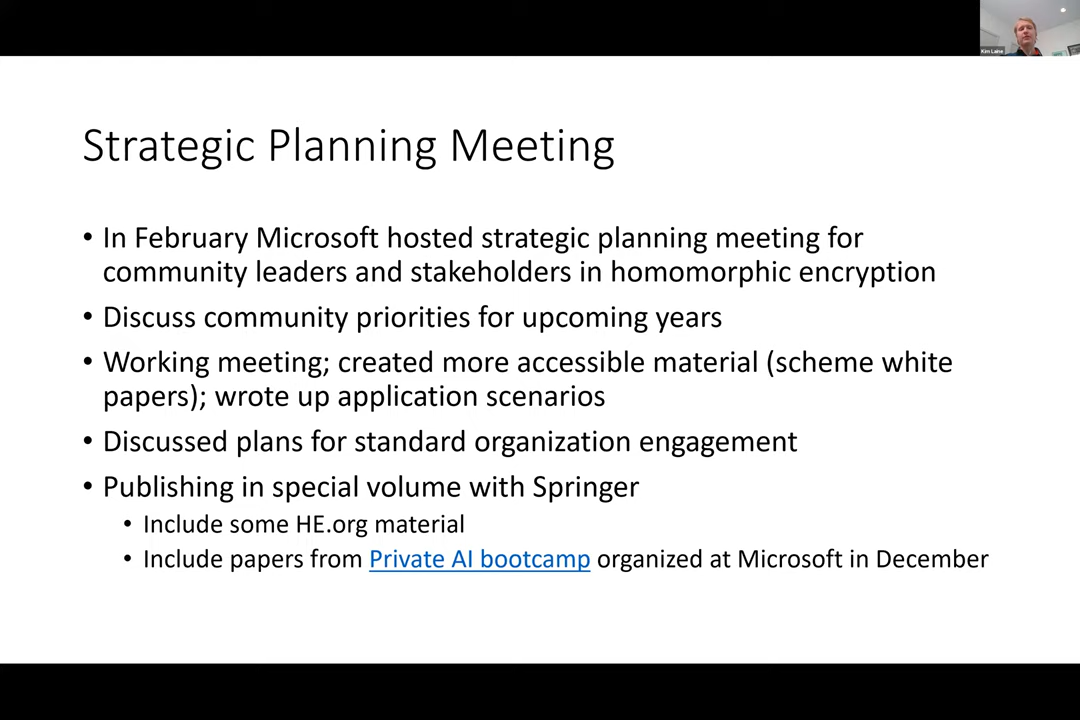 Kim Laine
Strategic Planning Meeting
• In February Microsoft hosted strategic planning meeting for
community leaders and stakeholders in homomorphic encryption
• Discuss community priorities for upcoming years
• Working meeting; created more accessible material (scheme white
papers); wrote up application scenarios
• Discussed plans for standard organization engagement
• Publishing in special volume with Springer
• Include some HE.org material
• Include papers from Private AI bootcamp organized at Microsoft in December